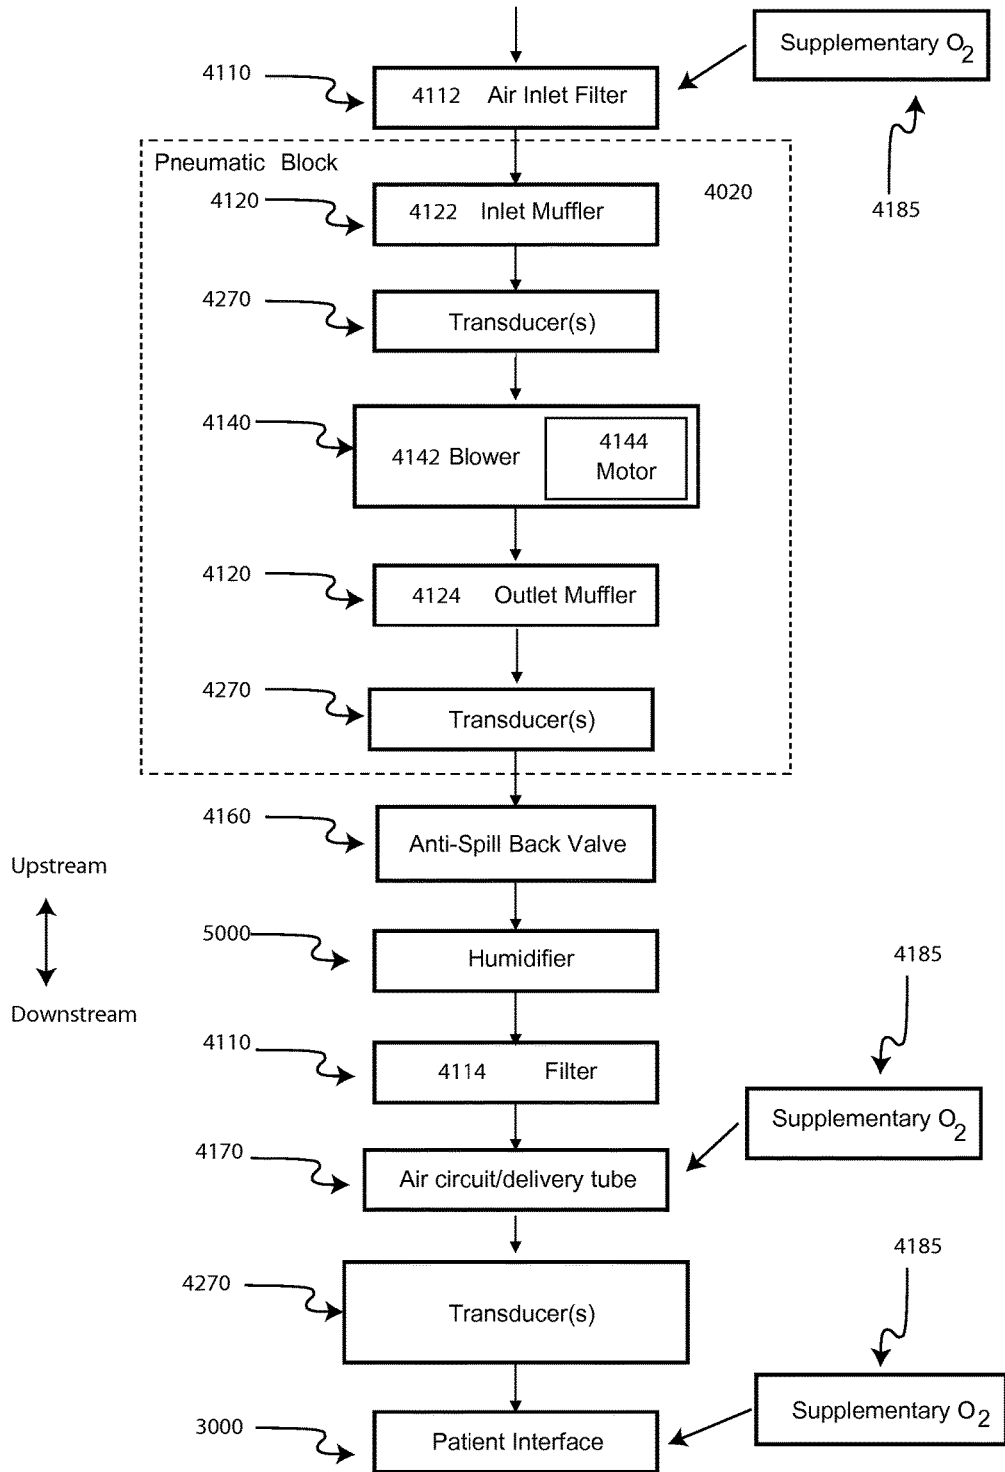 Supplementary O2
4110
4112 Air Inlet Filter
Pneumatic Block
4120
4122 Inlet Muffler
4020
4185
4270
Transducer(s)
4140
4142 Blower
4144
Motor
4120
4124 Outlet Muffler
4270
Transducer(s)
4160
Anti-Spill Back Valve
Upstream
5000
Humidifier
4185
Downstream
4110
4114 Filter
Supplementary O2
4170
Air circuit/delivery tube
4185
4270
Transducer(s)
Supplementary O2
3000
Patient Interface